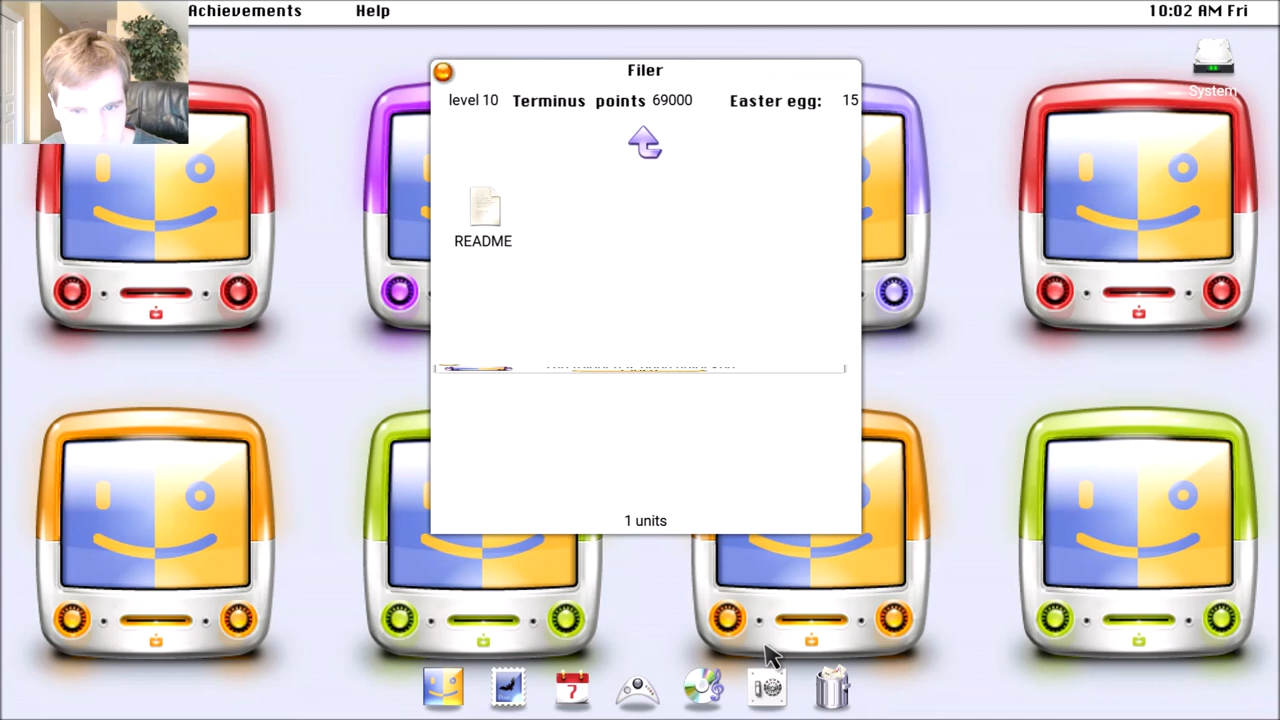 Achievements Help 10:02 AM Fri
Filer
level 10 Terminus points 69000 Easter egg: 15
System
README
1 units
7